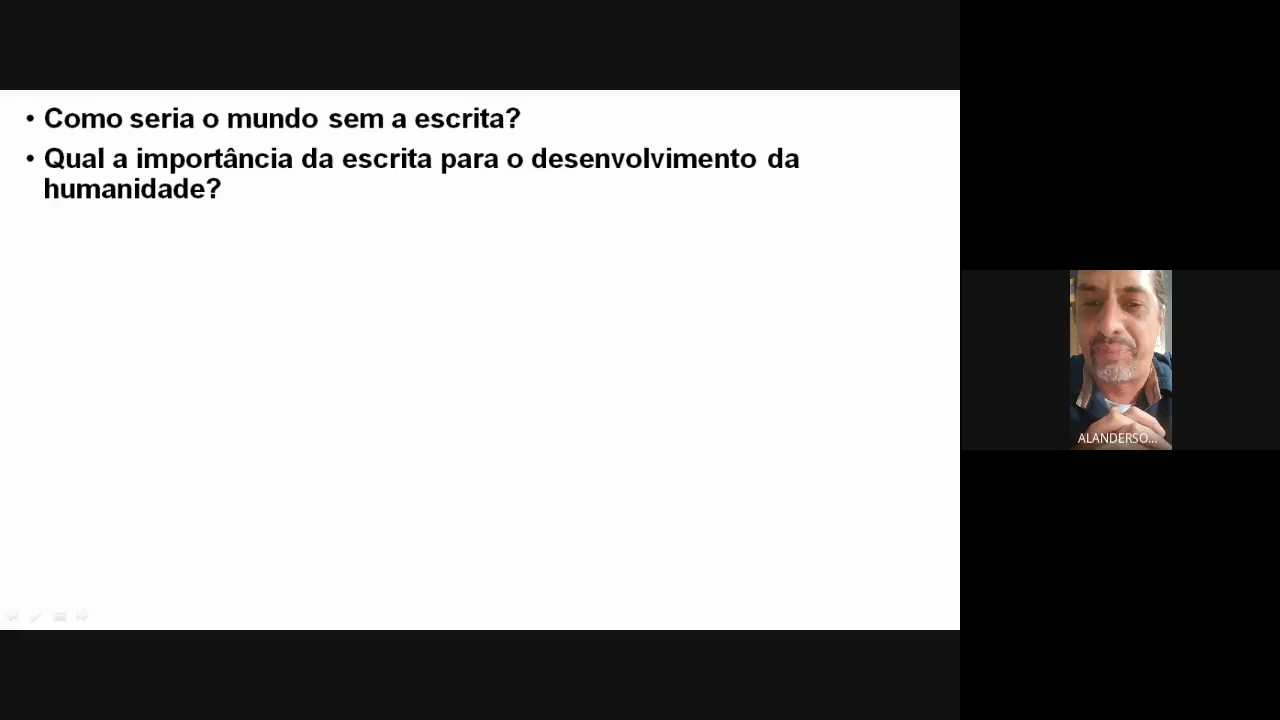 • Como seria o mundo sem a escrita?
• Qual a importância da escrita para o desenvolvimento da
humanidade?
ALANDERSO...